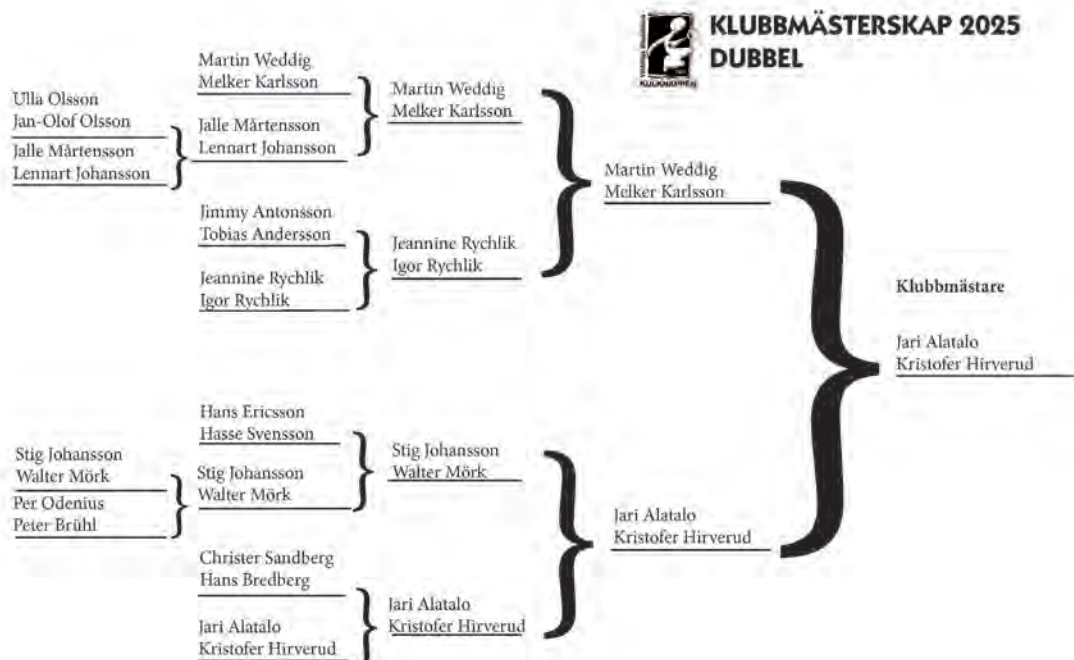 KLUBBMÄSTERSKAP 2025
DUBBEL
KULKNAPPEN
Ulla Olsson
Jan-Olof Olsson
Jalle Mårtensson
Lennart Johansson
Stig Johansson
Walter Mörk
Per Odenius
Peter Brühl
Martin Weddig
Melker Karlsson
Jalle Mårtensson
Lennart Johansson
Jimmy Antonsson
Tobias Andersson
Jeannine Rychlik
Igor Rychlik
Hans Ericsson
Hasse Svensson
Stig Johansson
Walter Mörk
Christer Sandberg
Hans Bredberg
Jari Alatalo
Kristofer Hirverud
Martin Weddig
Melker Karlsson
Jeannine Rychlik
Igor Rychlik
Stig Johansson
Walter Mörk
Jari Alatalo
Kristofer Hirverud
Martin Weddig
Melker Karlsson
Jari Alatalo
Kristofer Hirverud
Klubbmästare
Jari Alatalo
Kristofer Hirverud